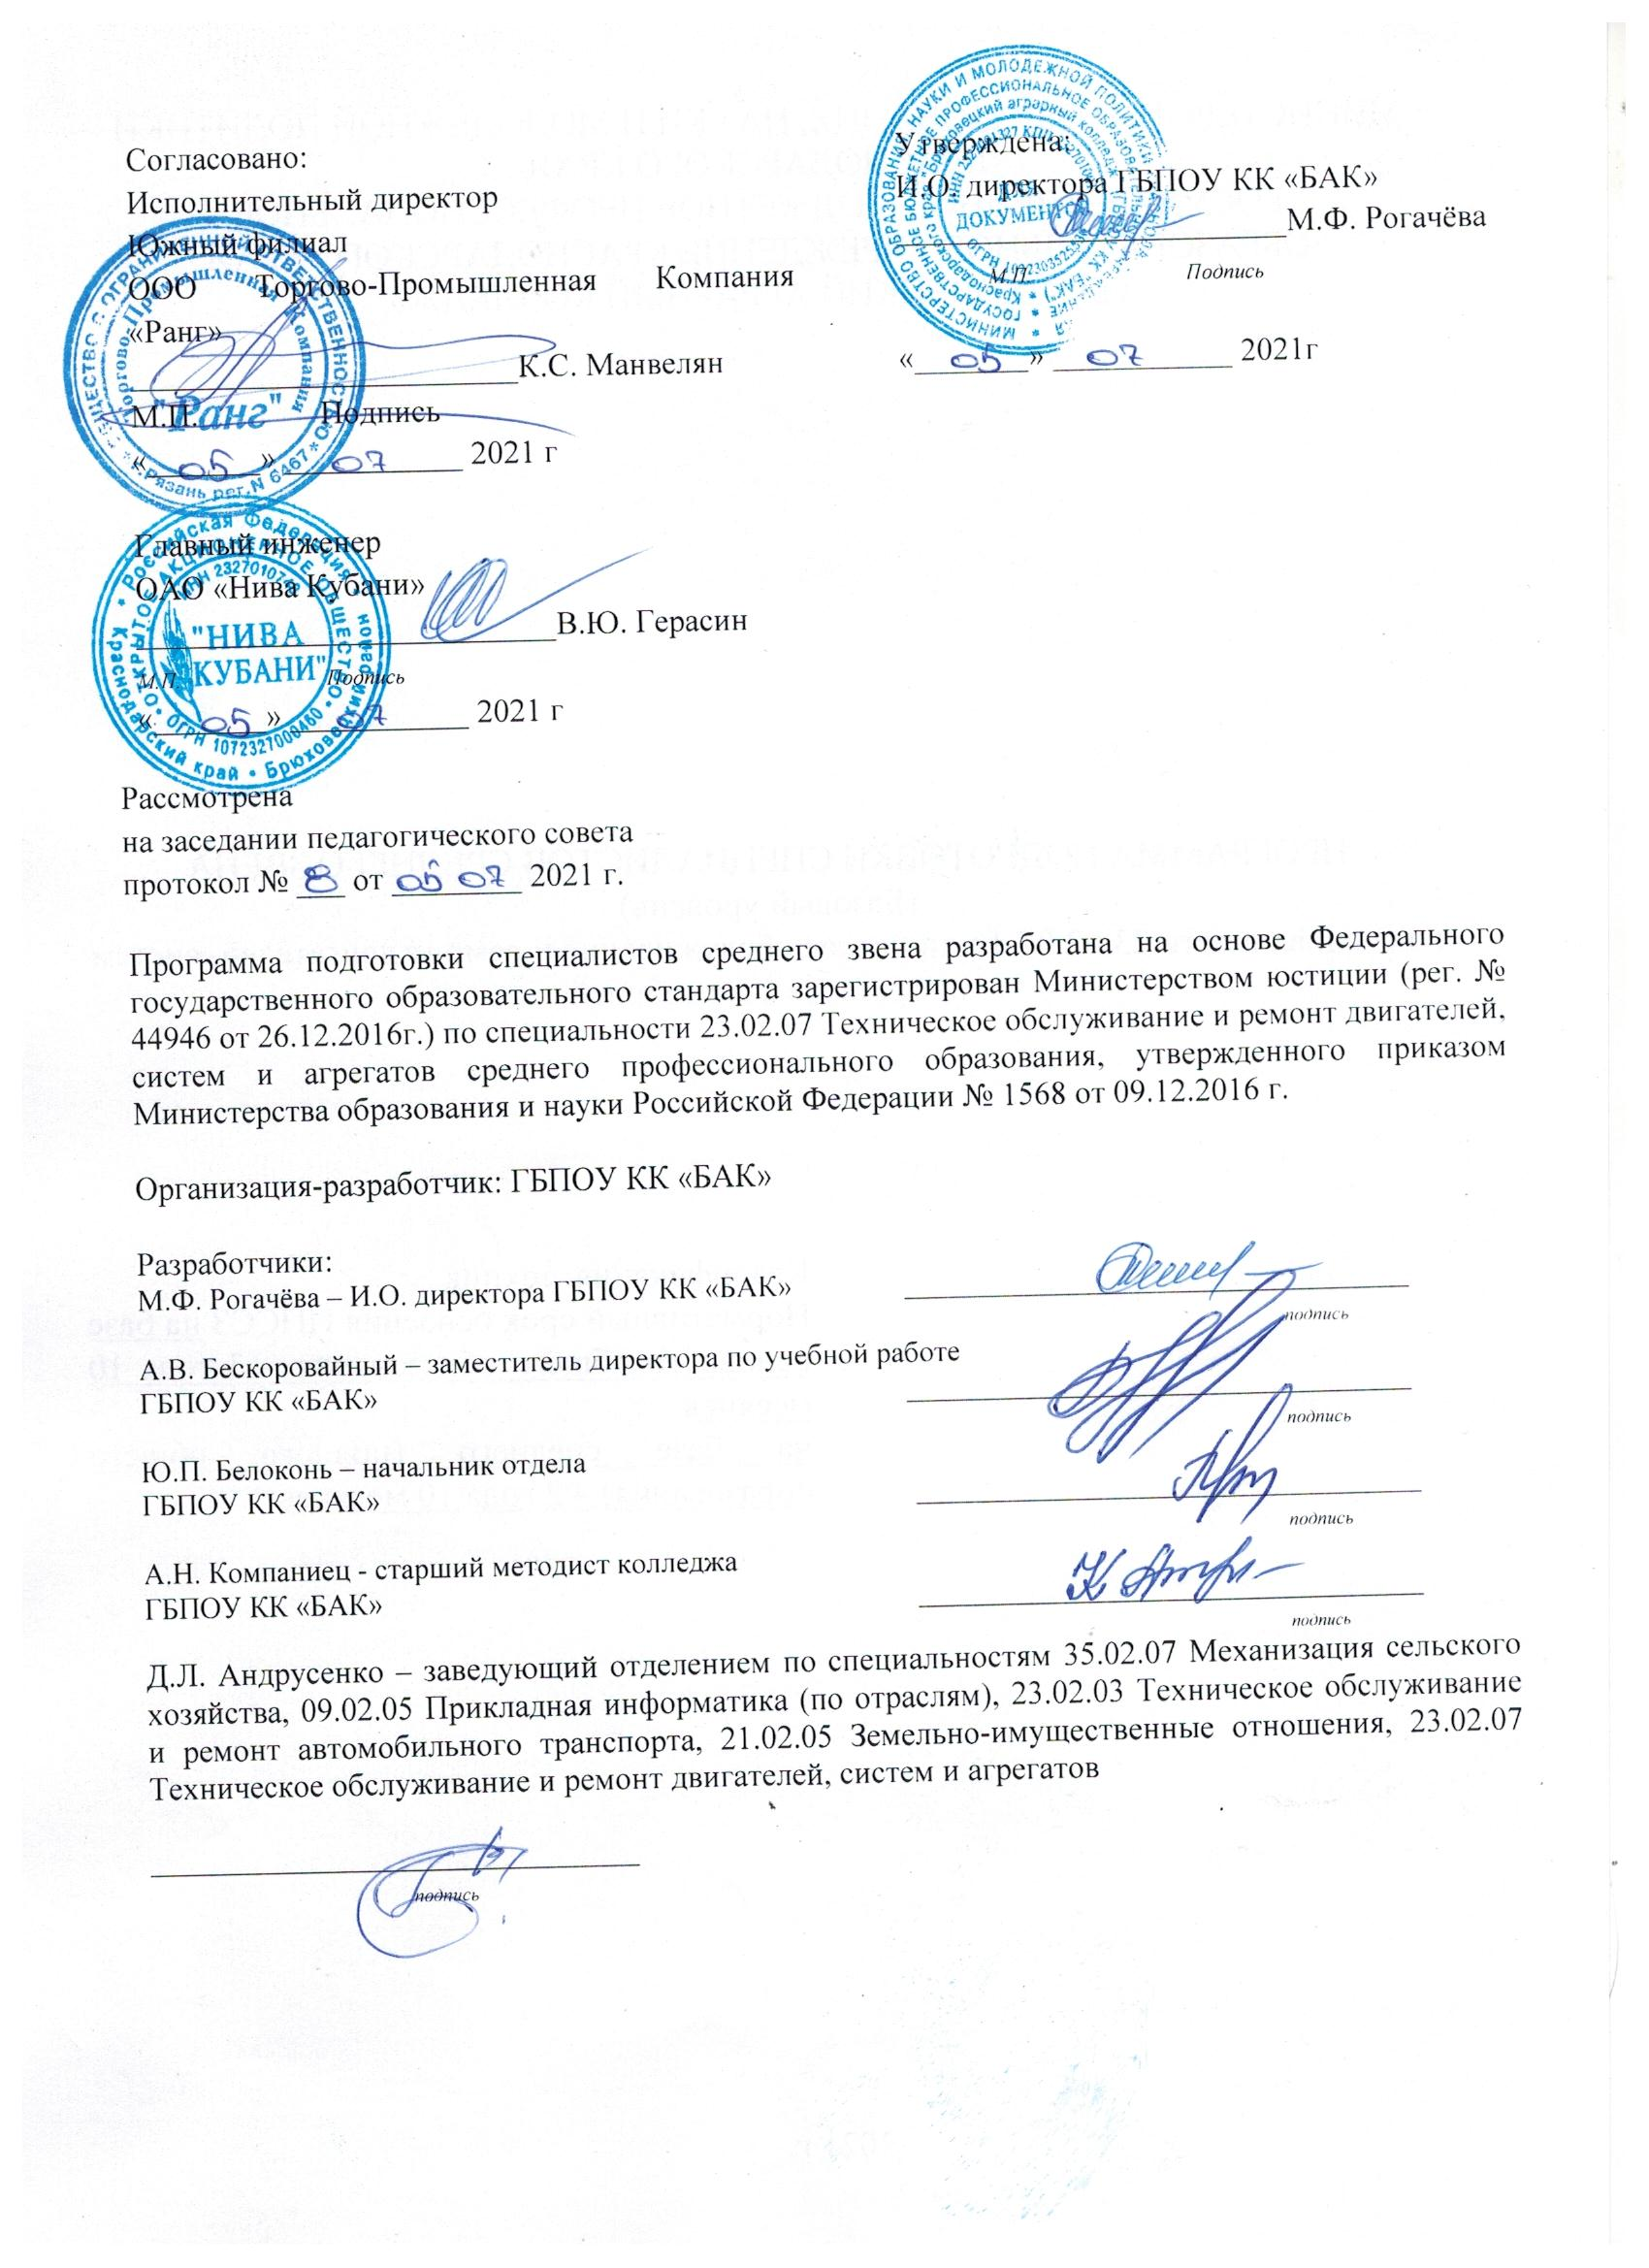 Согласовано:
Исполнительный директор
Южный филиал
ООО Торгово-Промышленная Компания
«Ранг»
К.С. Манвелян
М.П. Подпись
«05» 07 2021 г
Утверждена:
И.О. директора ГБПОУ КК «БАК»
М.Ф. Рогачёва
М.П. Подпись
«05» 07 2021г
"Ранг"
ДОКУМЕНТОВ
Главный инженер
ОАО «Нива Кубани»
В.Ю. Герасин
М.П. Подпись
«05» 07 2021 г
"НИВА
КУБАНИ"
Рассмотрена
на заседании педагогического совета
протокол № 8 от 05 07 2021 г.
Программа подготовки специалистов среднего звена разработана на основе Федерального
государственного образовательного стандарта зарегистрирован Министерством юстиции (рег. №
44946 от 26.12.2016г.) по специальности 23.02.07 Техническое обслуживание и ремонт двигателей,
систем и агрегатов среднего профессионального образования, утвержденного приказом
Министерства образования и науки Российской Федерации № 1568 от 09.12.2016 г.
Организация-разработчик: ГБПОУ КК «БАК»
Разработчики:
М.Ф. Рогачёва – И.О. директора ГБПОУ КК «БАК»
подпись
А.В. Бескоровайный – заместитель директора по учебной работе
ГБПОУ КК «БАК»
подпись
Ю.П. Белоконь – начальник отдела
ГБПОУ КК «БАК»
подпись
А.Н. Компаниец - старший методист колледжа
ГБПОУ КК «БАК»
подпись
Д.Л. Андрусенко – заведующий отделением по специальностям 35.02.07 Механизация сельского
хозяйства, 09.02.05 Прикладная информатика (по отраслям), 23.02.03 Техническое обслуживание
и ремонт автомобильного транспорта, 21.02.05 Земельно-имущественные отношения, 23.02.07
Техническое обслуживание и ремонт двигателей, систем и агрегатов
подпись